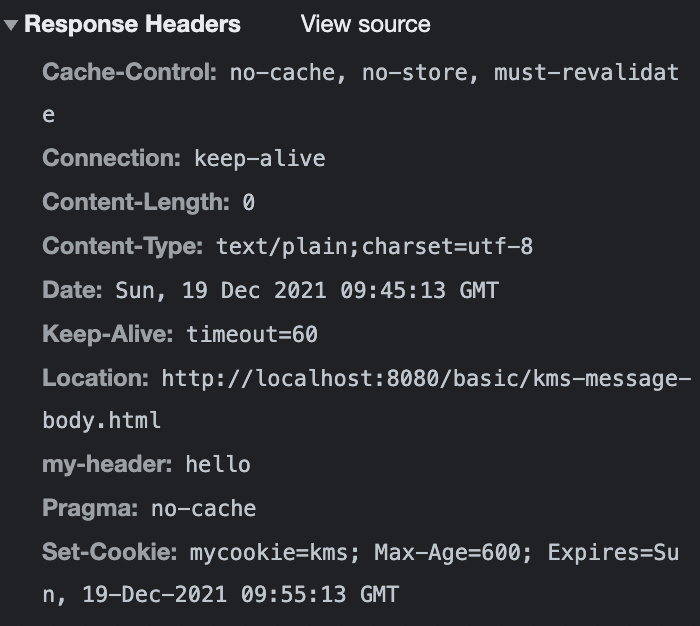 ▼ Response Headers View source
Cache-Control: no-cache, no-store, must-revalidat
e
Connection: keep-alive
Content-Length: 0
Content-Type: text/plain;charset=utf-8
Date: Sun, 19 Dec 2021 09:45:13 GMT
Keep-Alive: timeout=60
Location: http://localhost:8080/basic/kms-message-
body.html
my-header: hello
Pragma: no-cache
Set-Cookie: mycookie=kms; Max-Age=600; Expires=Su
n, 19-Dec-2021 09:55:13 GMT